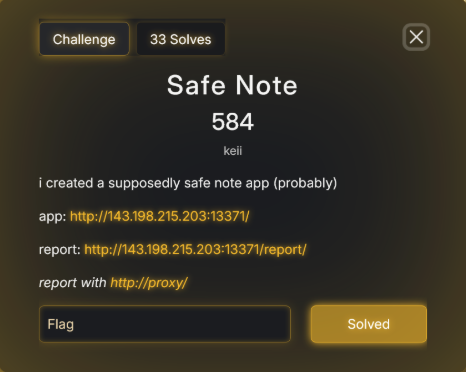 Challenge
33 Solves
Safe Note
584
keii
i created a supposedly safe note app (probably)
app: http://143.198.215.203:13371/
report: http://143.198.215.203:13371/report/
report with http://proxy/
Flag
Solved